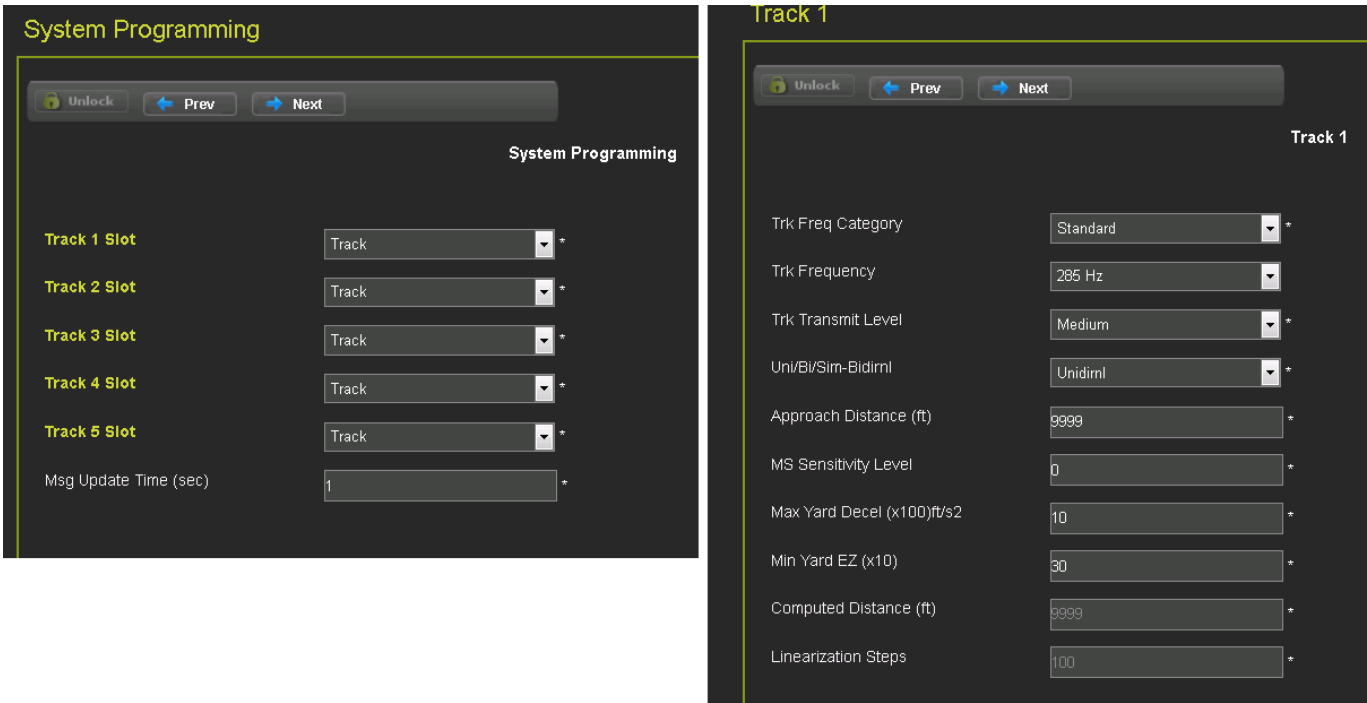 System Programming
Unlock Prev Next
System Programming
Track 1 Slot Track *
Track 2 Slot Track *
Track 3 Slot Track *
Track 4 Slot Track *
Track 5 Slot Track *
Msg Update Time (sec) 1 *
Track 1
Unlock Prev Next
Track 1
Trk Freq Category Standard *
Trk Frequency 285 Hz
Trk Transmit Level Medium *
Uni/Bi/Sim-Bidirnl Unidirnl *
Approach Distance (ft) 9999 *
MS Sensitivity Level 0 *
Max Yard Decel (x100)ft/s2 10 *
Min Yard EZ (x10) 30 *
Computed Distance (ft) 9999 *
Linearization Steps 100 *